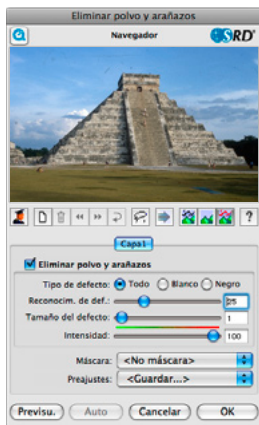 Eliminar polvo y arañazos
Navegador
SRD®
?
Capa1
Eliminar polvo y arañazos
Tipo de defecto: Todo Blanco Negro
Reconocim. de def.: 25
Tamaño del defecto: 1
Intensidad: 100
Máscara: <No máscara>
Preajustes: <Guardar...>
Previsu. Auto Cancelar OK